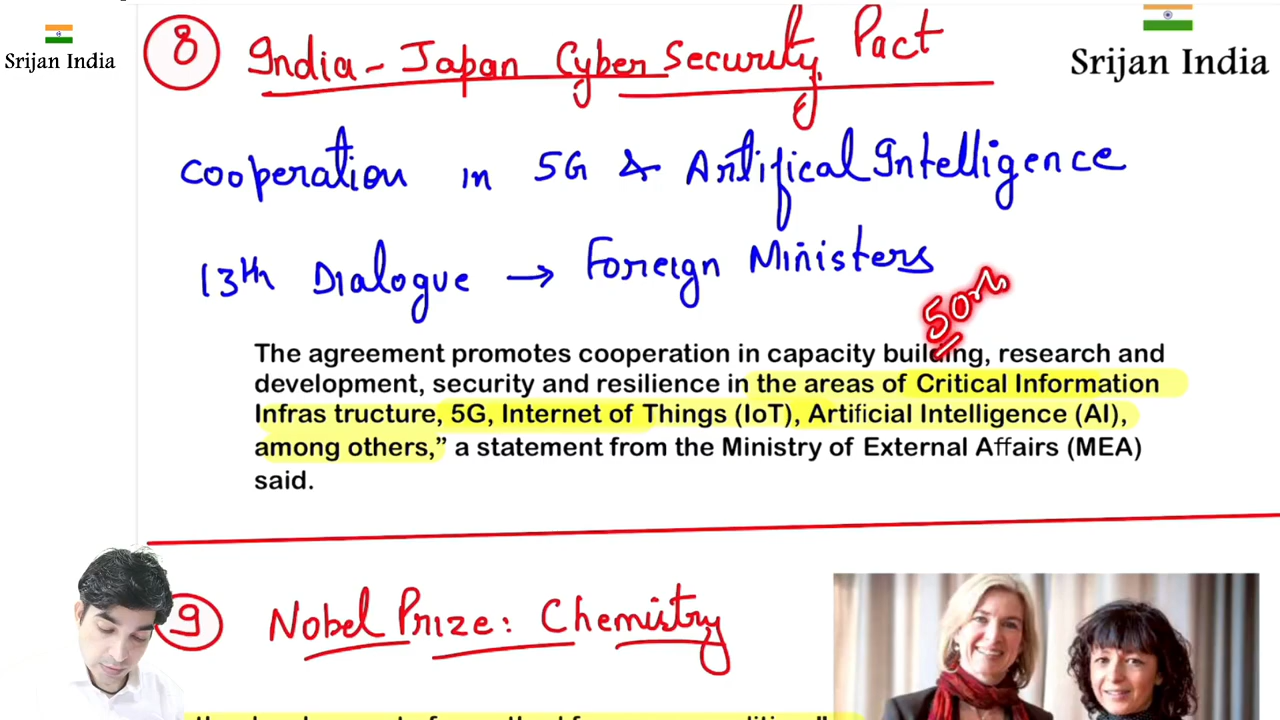 Srijan India
Srijan India
8 India - Japan Cyber Security Pact
Cooperation in 5G & Artifical Intelligence
13th Dialogue → Foreign Ministers
The agreement promotes cooperation in capacity building, research and
development, security and resilience in the areas of Critical Information
Infras tructure, 5G, Internet of Things (IoT), Artificial Intelligence (AI),
among others,” a statement from the Ministry of External Affairs (MEA)
said.
9 Nobel Prize: Chemistry